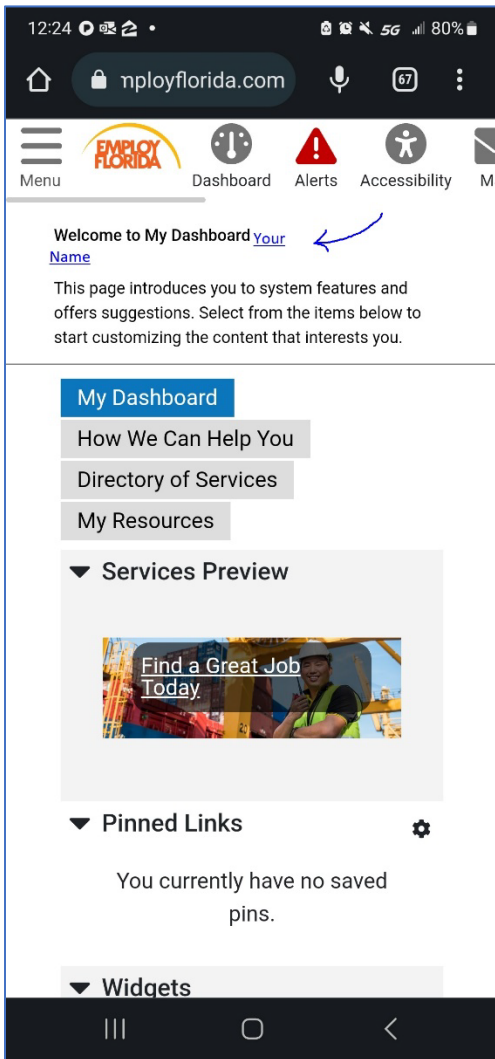 12:24 5G 80%
mployflorida.com 67
EMPLOY
FLORIDA
Menu Dashboard Alerts Accessibility M
Welcome to My Dashboard Your
Name
This page introduces you to system features and
offers suggestions. Select from the items below to
start customizing the content that interests you.
My Dashboard
How We Can Help You
Directory of Services
My Resources
Services Preview
Find a Great Job
Today
Pinned Links
You currently have no saved
pins.
Widgets